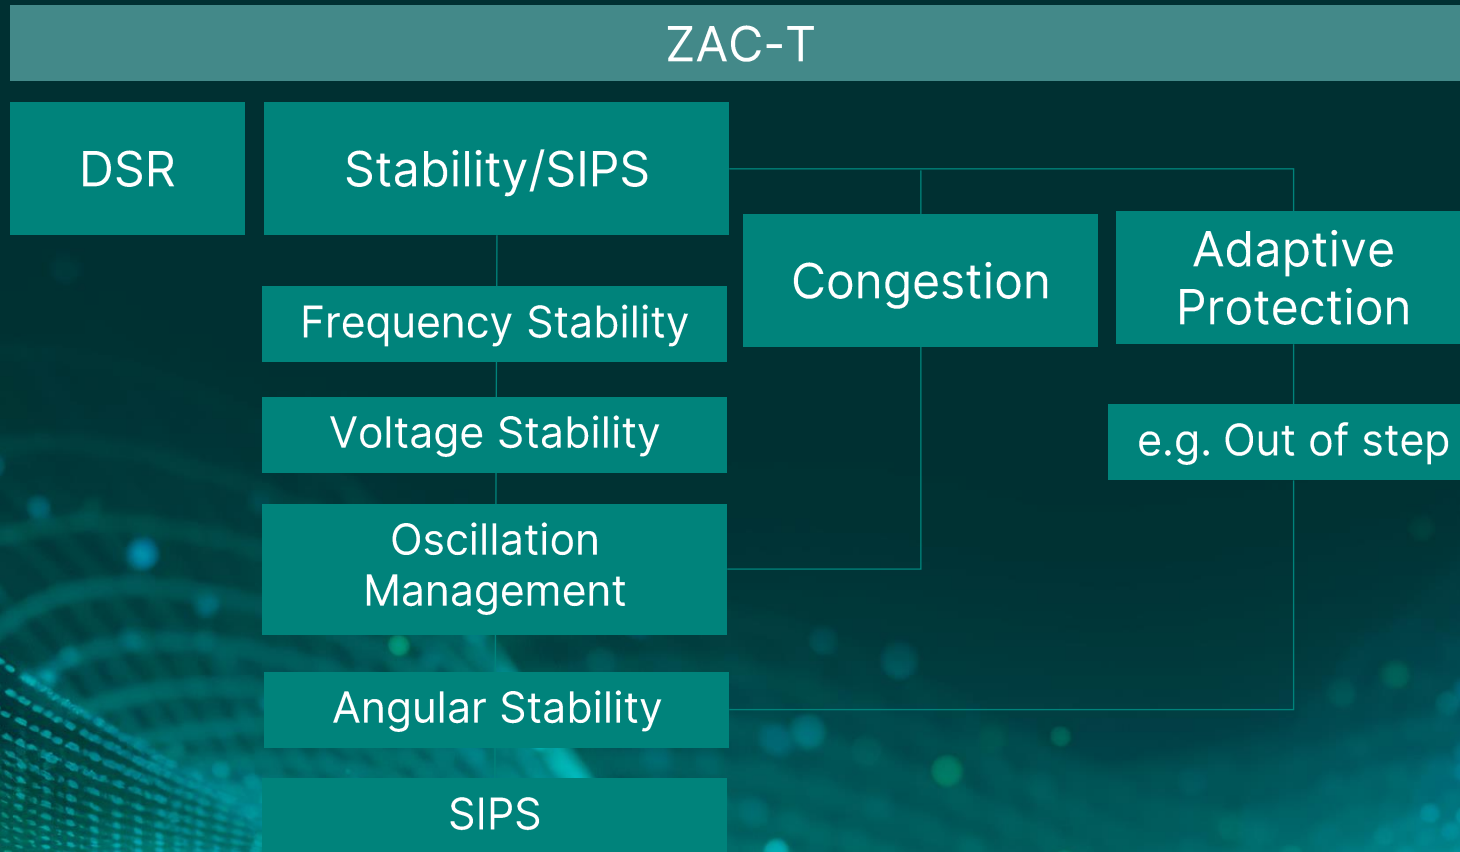 ZAC-T
DSR
Stability/SIPS
Congestion
Adaptive
Protection
Frequency Stability
Voltage Stability
e.g. Out of step
Oscillation
Management
Angular Stability
SIPS